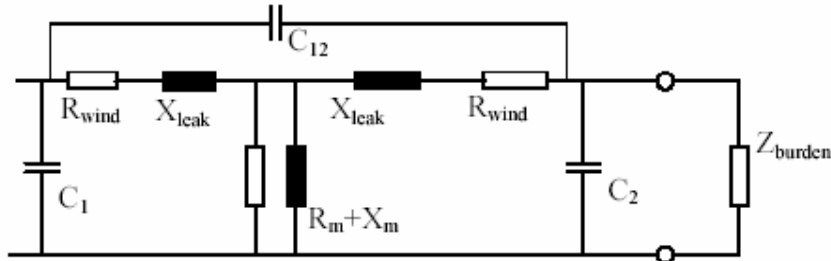 C12
Rwind
Xleak
Xleak
Rwind
Zburden
C1
Rm+Xm
C2